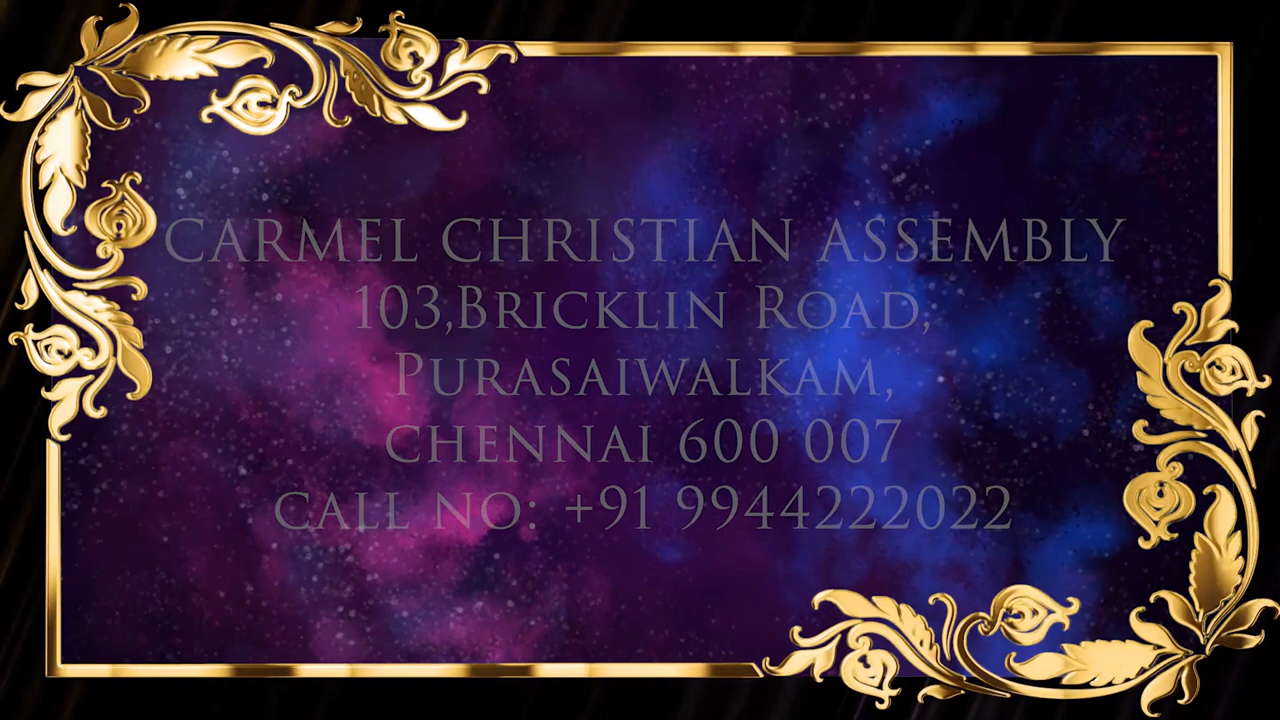 CARMEL CHRISTIAN ASSEMBLY
103,Bricklin Road,
Purasaiwalkam,
chennai 600 007
call no: +91 9944222022